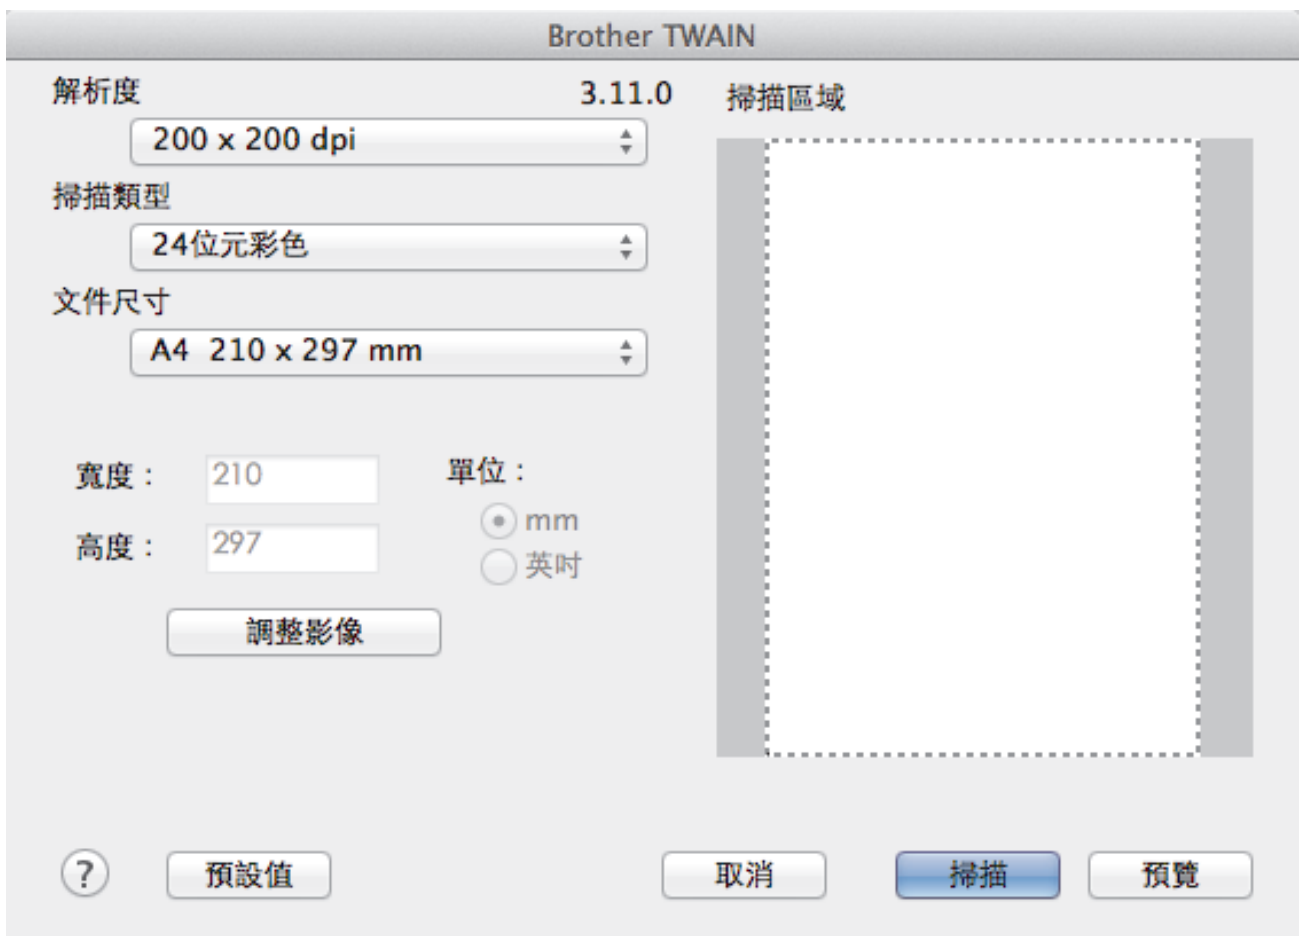 Brother TWAIN
解析度
3.11.0
200 x 200 dpi
掃描類型
24位元彩色
文件尺寸
A4 210 x 297 mm
寬度：
210
單位：
mm
高度：
297
英吋
調整影像
掃描區域
?
預設值
取消
掃描
預覽